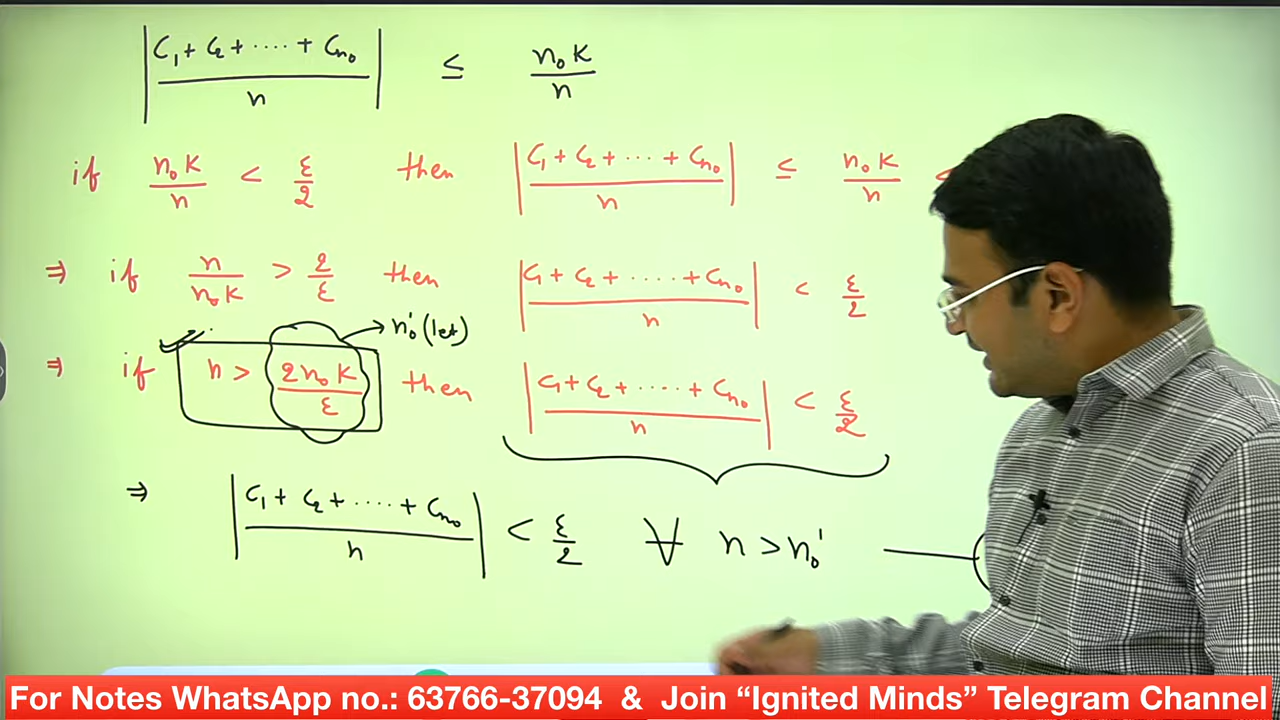 |C₁ + C₂ + ···· + Cₙ₀ / n| ≤ n₀K / n
if n₀K / n < ε/2 then |C₁ + C₂ + ··· + Cₙ₀ / n| ≤ n₀K / n <
⇒ if n / n₀K > 2/ε then |C₁ + C₂ + ····· + Cₙ₀ / n| < ε/2
→ n₀' (let)
⇒ if n > 2n₀K / ε then |C₁ + C₂ + ····· + Cₙ₀ / n| < ε/2
⇒ |C₁ + C₂ + ····· + Cₙ₀ / n| < ε/2 ∀ n > n₀'
For Notes WhatsApp no.: 63766-37094 & Join “Ignited Minds” Telegram Channel